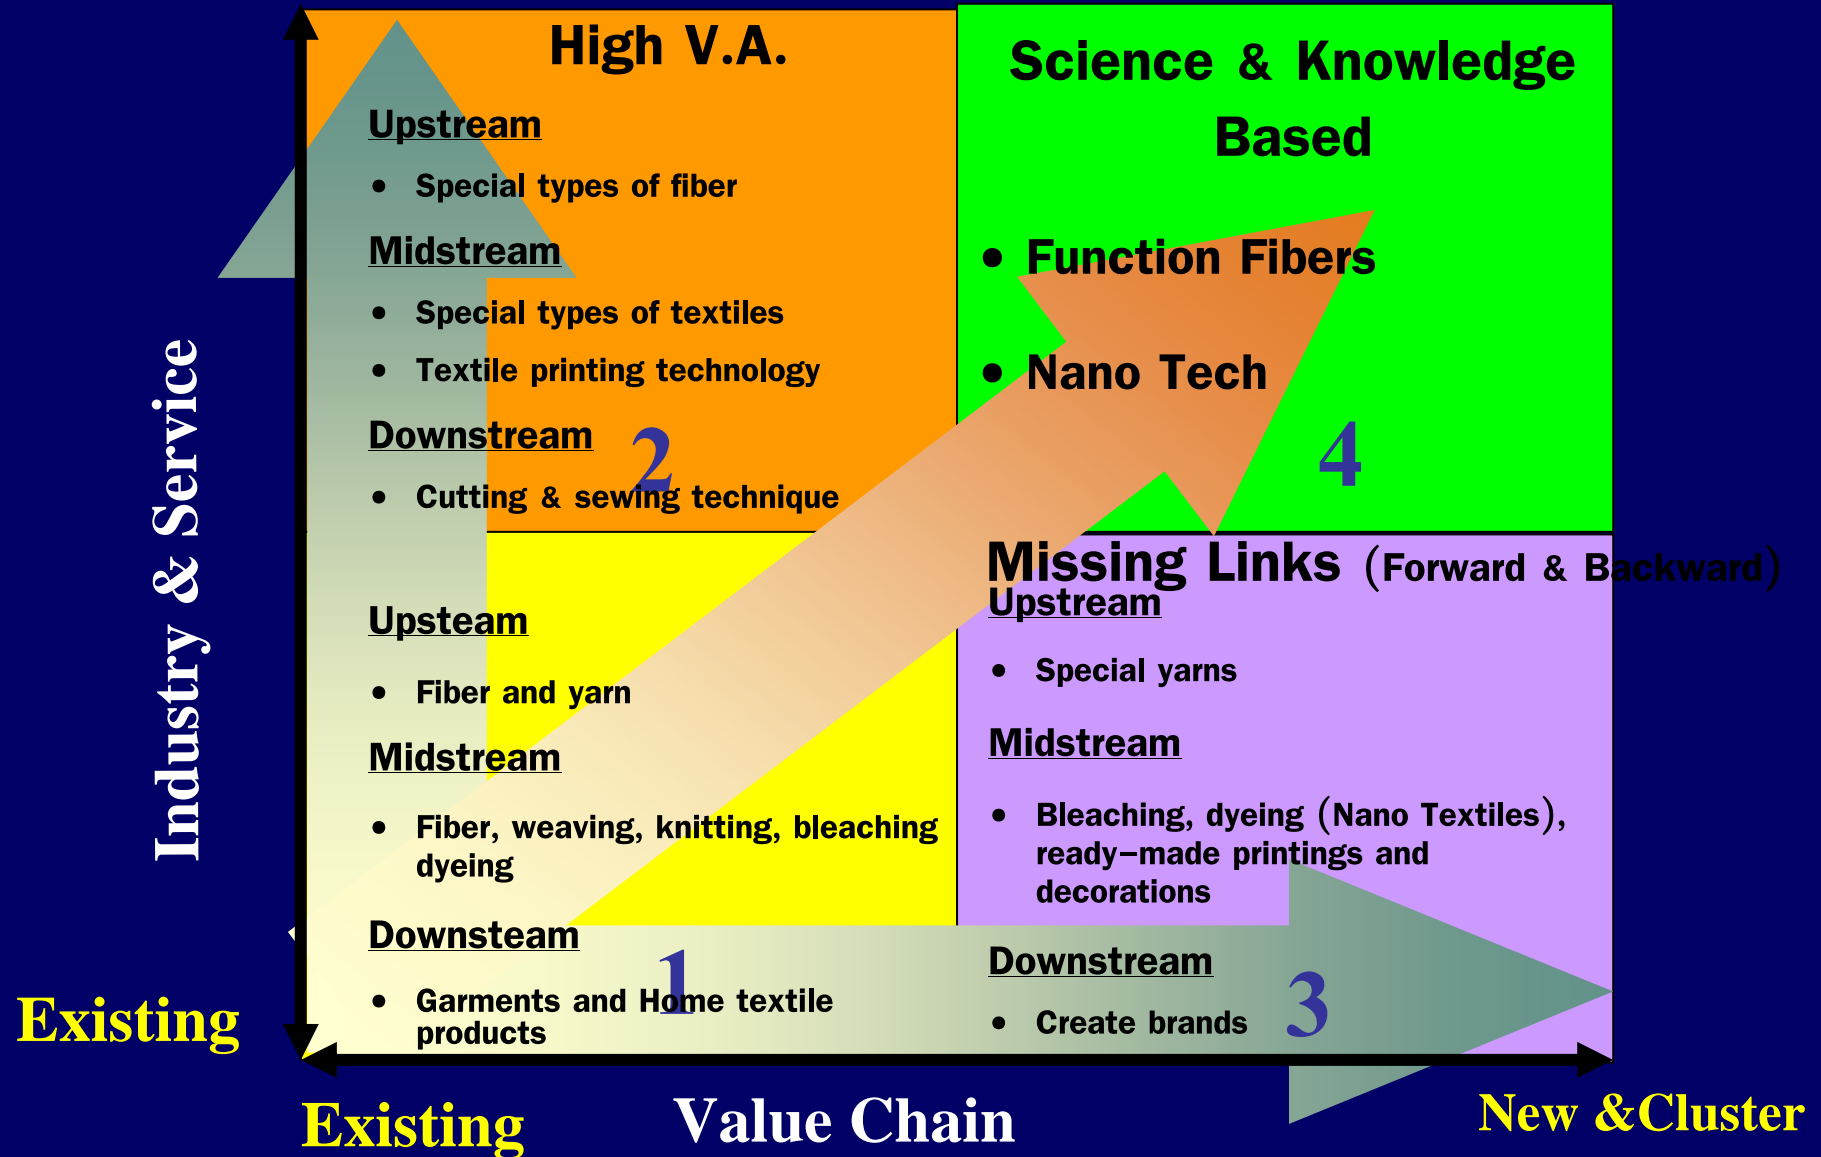 High V.A.
Upstream
• Special types of fiber
Midstream
• Special types of textiles
• Textile printing technology
Downstream
• Cutting & sewing technique
2
Science & Knowledge
Based
• Function Fibers
• Nano Tech
4
Industry & Service
Upsteam
• Fiber and yarn
Midstream
• Fiber, weaving, knitting, bleaching
dyeing
Downsteam
• Garments and Home textile
products
1
Missing Links (Forward & Backward)
Upstream
• Special yarns
Midstream
• Bleaching, dyeing (Nano Textiles),
ready–made printings and
decorations
Downstream
• Create brands
3
Existing
Existing
Value Chain
New &Cluster